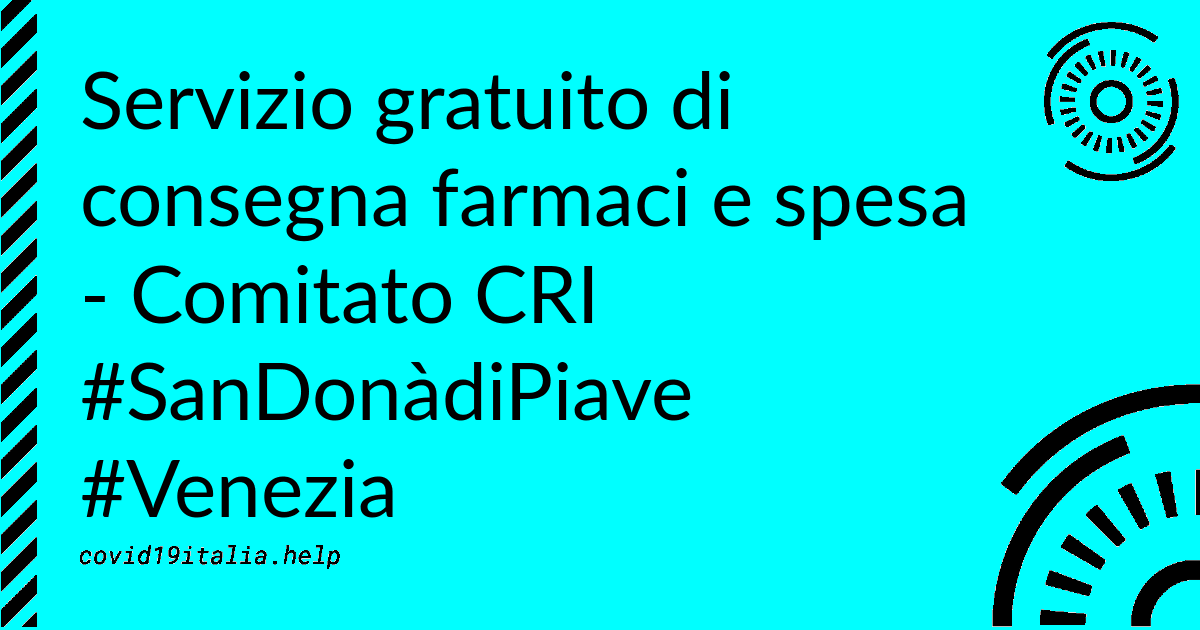 Servizio gratuito di
consegna farmaci e spesa
- Comitato CRI
#SanDonàdiPiave
#Venezia
covid19italia.help